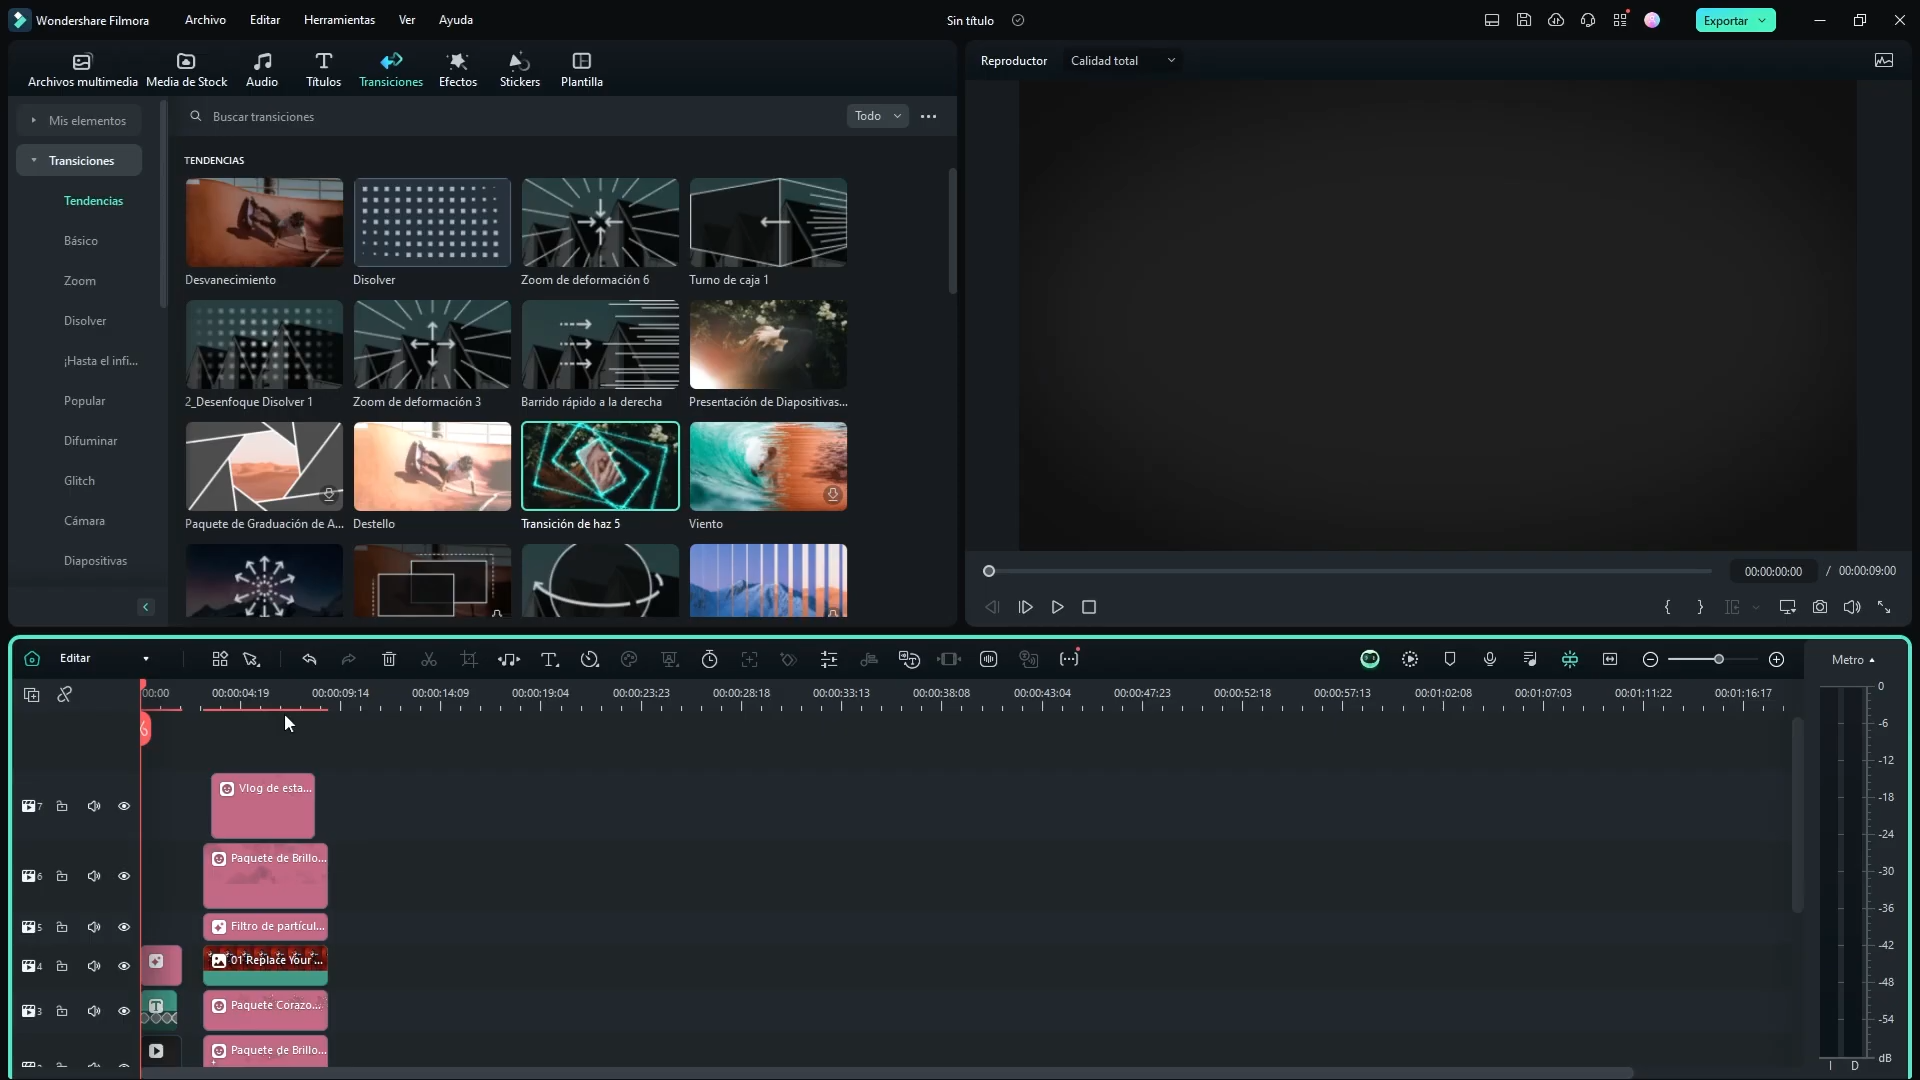 Wondershare Filmora
Archivo
Editar
Herramientas
Ver
Ayuda
Sin título
Exportar
Archivos multimedia
Media de Stock
Audio
Títulos
Transiciones
Efectos
Stickers
Plantilla
Reproductor
Calidad total
Mis elementos
Transiciones
Tendencias
Básico
Zoom
Disolver
¡Hasta el infi...
Popular
Difuminar
Glitch
Cámara
Diapositivas
Buscar transiciones
Todo
TENDENCIAS
Desvanecimiento
Disolver
Zoom de deformación 6
Turno de caja 1
2_Desenfoque Disolver 1
Zoom de deformación 3
Barrido rápido a la derecha
Presentación de Diapositivas...
Paquete de Graduación de A...
Destello
Transición de haz 5
Viento
00:00:00:00 / 00:00:09:00
Editar
Metro
00:00
00:00:04:19
00:00:09:14
00:00:14:09
00:00:19:04
00:00:23:23
00:00:28:18
00:00:33:13
00:00:38:08
00:00:43:04
00:00:47:23
00:00:52:18
00:00:57:13
00:01:02:08
00:01:07:03
00:01:11:22
00:01:16:17
7
Vlog de esta...
6
Paquete de Brillo...
5
Filtro de partícul...
4
01 Replace Your ...
3
Paquete Corazo...
Paquete de Brillo...
0
-6
-12
-18
-24
-30
-36
-42
-48
-54
dB
I
D